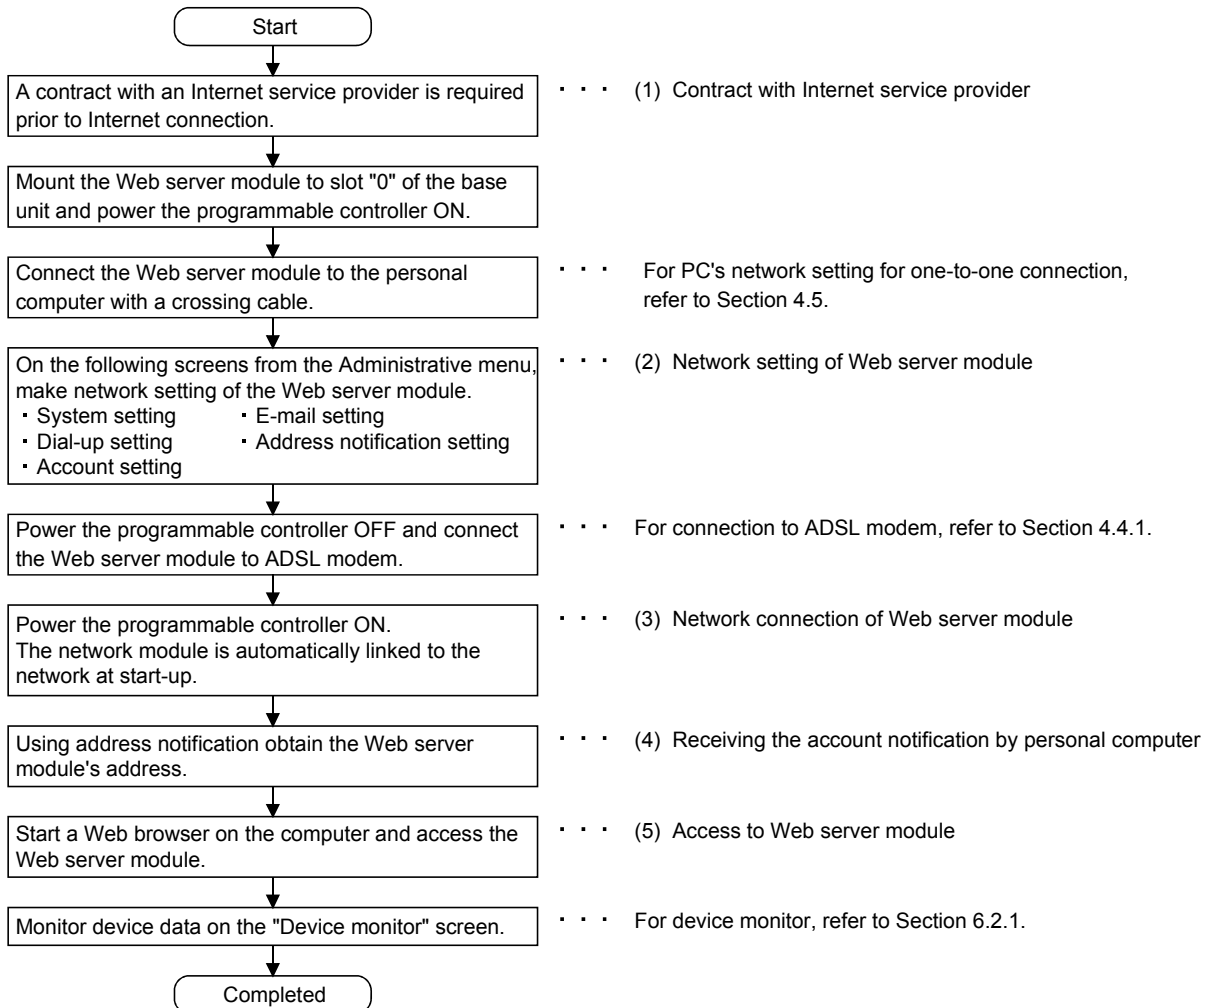 Start
A contract with an Internet service provider is required
prior to Internet connection.
・・・ (1) Contract with Internet service provider
Mount the Web server module to slot "0" of the base
unit and power the programmable controller ON.
Connect the Web server module to the personal
computer with a crossing cable.
・・・ For PC's network setting for one-to-one connection,
refer to Section 4.5.
On the following screens from the Administrative menu,
make network setting of the Web server module.
・System setting ・E-mail setting
・Dial-up setting ・Address notification setting
・Account setting
・・・ (2) Network setting of Web server module
Power the programmable controller OFF and connect
the Web server module to ADSL modem.
・・・ For connection to ADSL modem, refer to Section 4.4.1.
Power the programmable controller ON.
The network module is automatically linked to the
network at start-up.
・・・ (3) Network connection of Web server module
Using address notification obtain the Web server
module's address.
・・・ (4) Receiving the account notification by personal computer
Start a Web browser on the computer and access the
Web server module.
・・・ (5) Access to Web server module
Monitor device data on the "Device monitor" screen.
・・・ For device monitor, refer to Section 6.2.1.
Completed